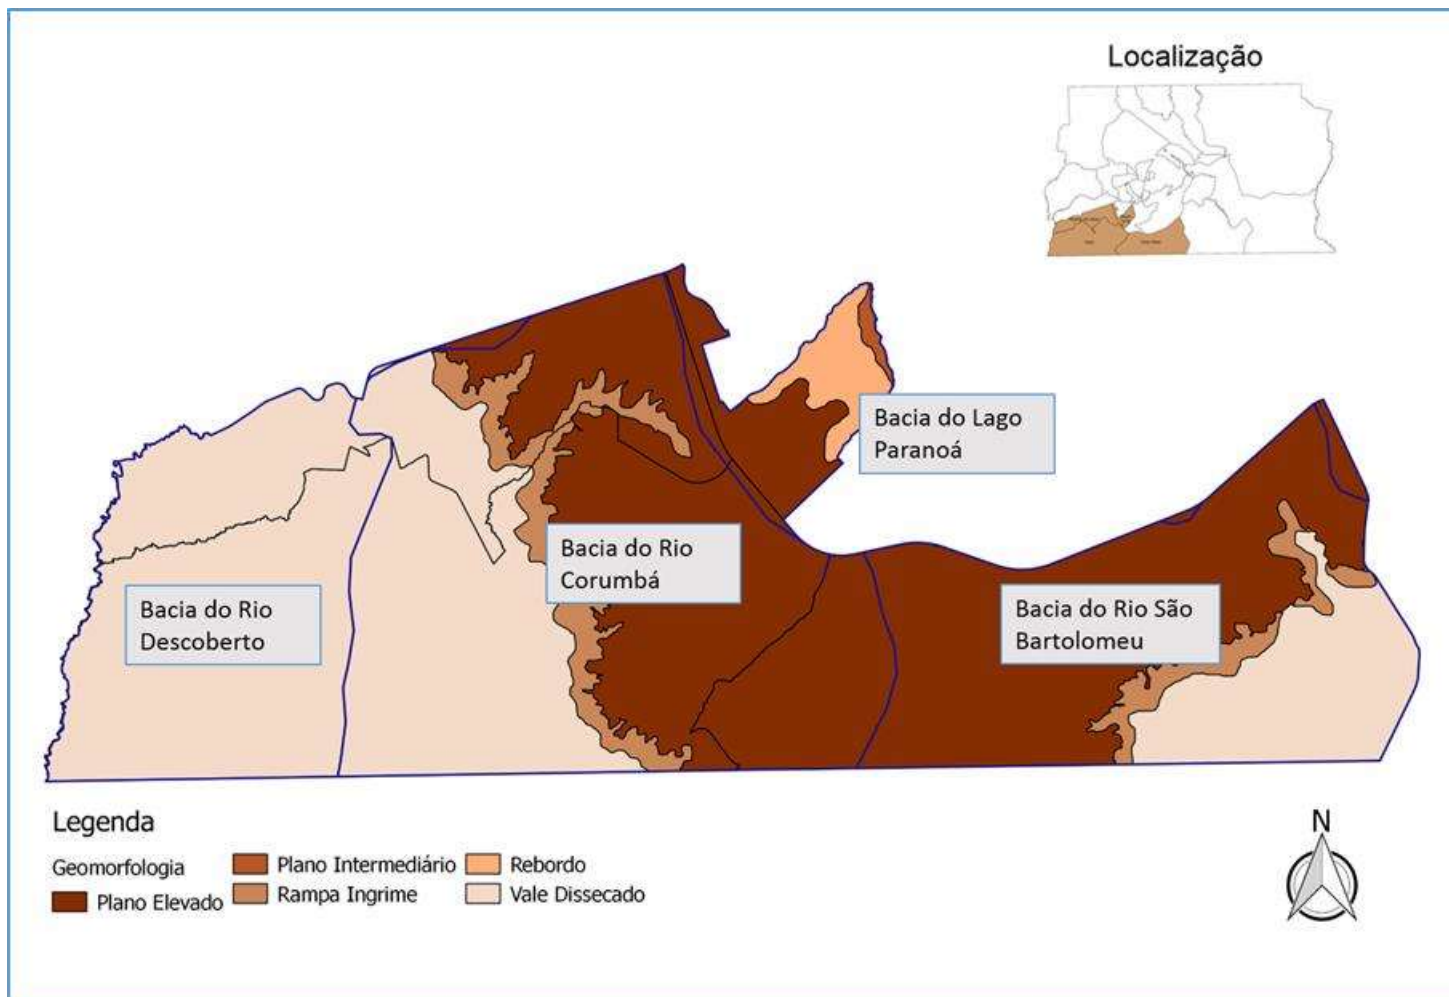 Localização
Bacia do Lago
Paranoá
Bacia do Rio
Corumbá
Bacia do Rio
Descoberto
Bacia do Rio São
Bartolomeu
Legenda
Geomorfologia
Plano Elevado
Plano Intermediário
Rampa Ingrime
Rebordo
Vale Dissecado
N